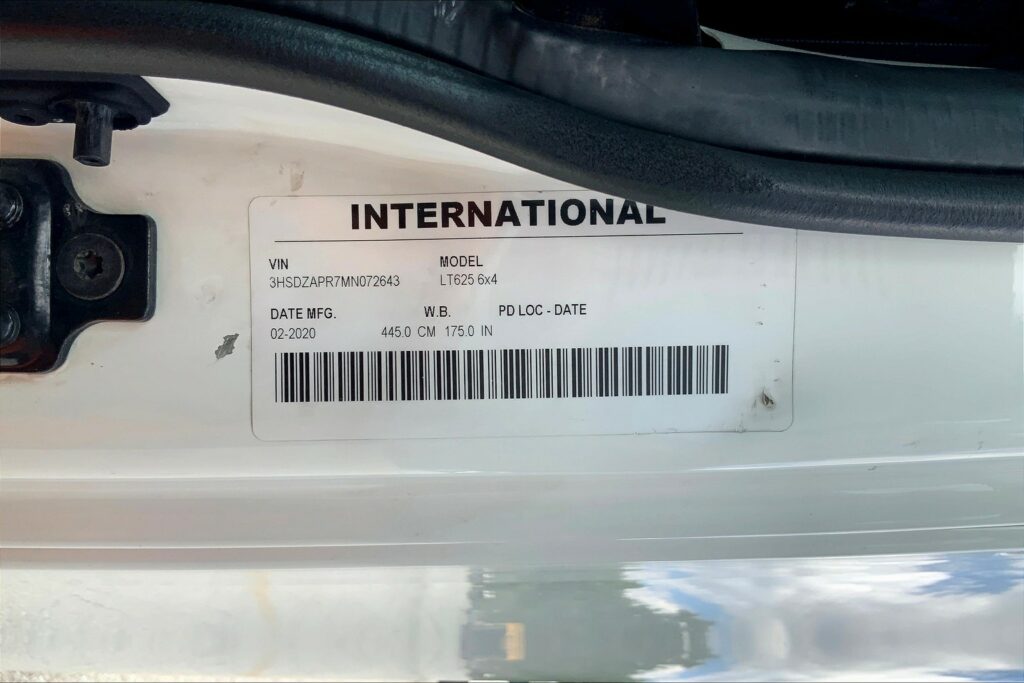 INTERNATIONAL
VIN MODEL
3HSDZAPR7MN072643 LT625 6x4
DATE MFG. W.B. PD LOC - DATE
02-2020 445.0 CM 175.0 IN